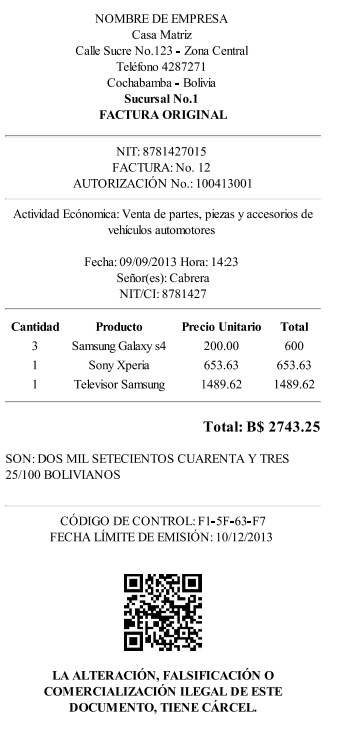 NOMBRE DE EMPRESA
Casa Matriz
Calle Sucre No.123 - Zona Central
Teléfono 4287271
Cochabamba - Bolivia
Sucursal No.1
FACTURA ORIGINAL
NIT: 8781427015
FACTURA: No. 12
AUTORIZACIÓN No.: 100413001
Actividad Ecónomica: Venta de partes, piezas y accesorios de
vehículos automotores
Fecha: 09/09/2013 Hora: 14:23
Señor(es): Cabrera
NIT/CI: 8781427
Cantidad Producto Precio Unitario Total
3 Samsung Galaxy s4 200.00 600
1 Sony Xperia 653.63 653.63
1 Televisor Samsung 1489.62 1489.62
Total: B$ 2743.25
SON: DOS MIL SETECIENTOS CUARENTA Y TRES
25/100 BOLIVIANOS
CÓDIGO DE CONTROL: F1-5F-63-F7
FECHA LÍMITE DE EMISIÓN: 10/12/2013
LA ALTERACIÓN, FALSIFICACIÓN O
COMERCIALIZACIÓN ILEGAL DE ESTE
DOCUMENTO, TIENE CÁRCEL.